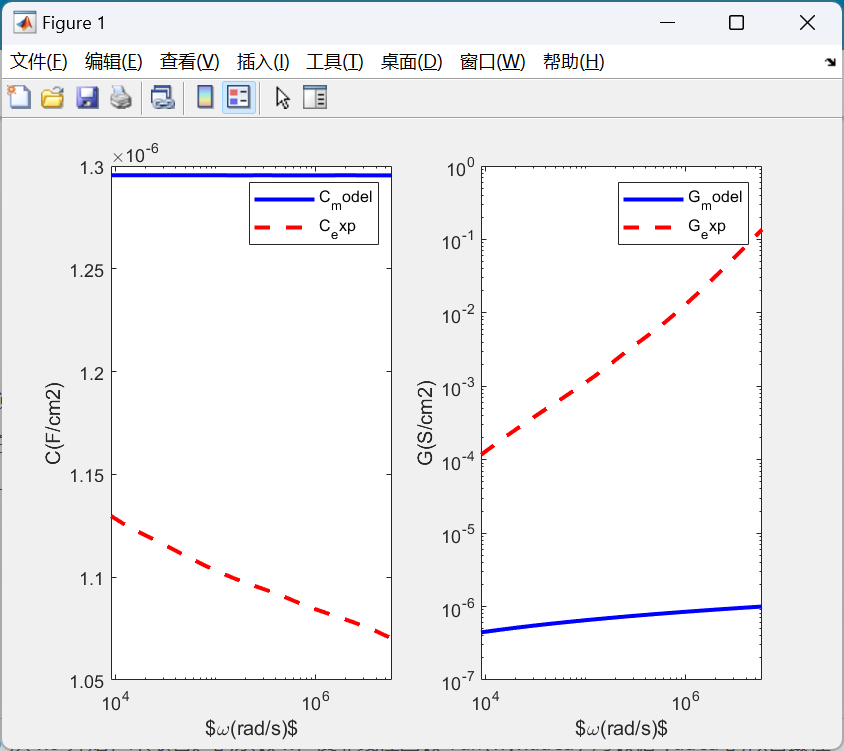 Figure 1
文件(F) 编辑(E) 查看(V) 插入(I) 工具(T) 桌面(D) 窗口(W) 帮助(H)
×10^-6
1.3
1.25
1.2
1.15
1.1
1.05
C(F/cm2)
C_model
C_exp
10^4 10^6
$ω(rad/s)$
10^0
10^-1
10^-2
10^-3
10^-4
10^-5
10^-6
10^-7
G(S/cm2)
G_model
G_exp
10^4 10^6
$ω(rad/s)$